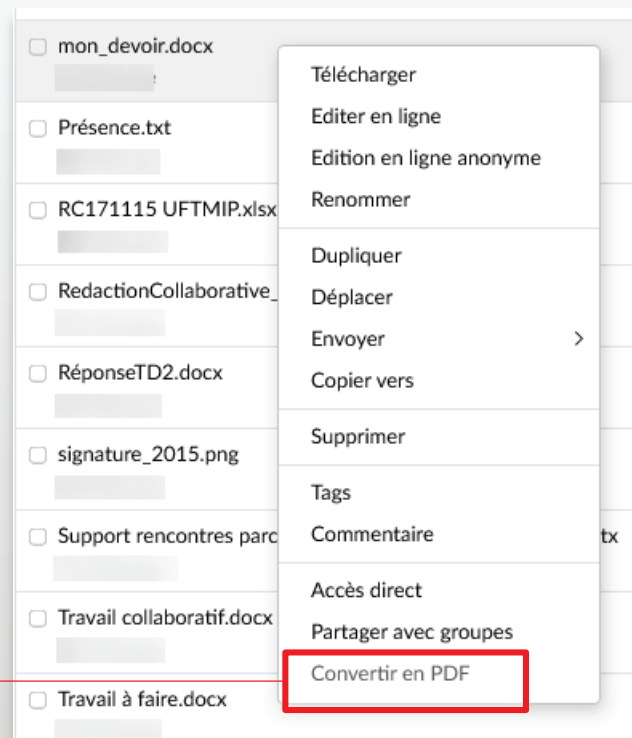 mon_devoir.docx
Présence.txt
RC171115 UFTMIP.xlsx
RedactionCollaborative_
RéponseTD2.docx
signature_2015.png
Support rencontres parc
tx
Travail collaboratif.docx
Travail à faire.docx
Télécharger
Editer en ligne
Edition en ligne anonyme
Renommer
Dupliquer
Déplacer
Envoyer
Copier vers
Supprimer
Tags
Commentaire
Accès direct
Partager avec groupes
Convertir en PDF